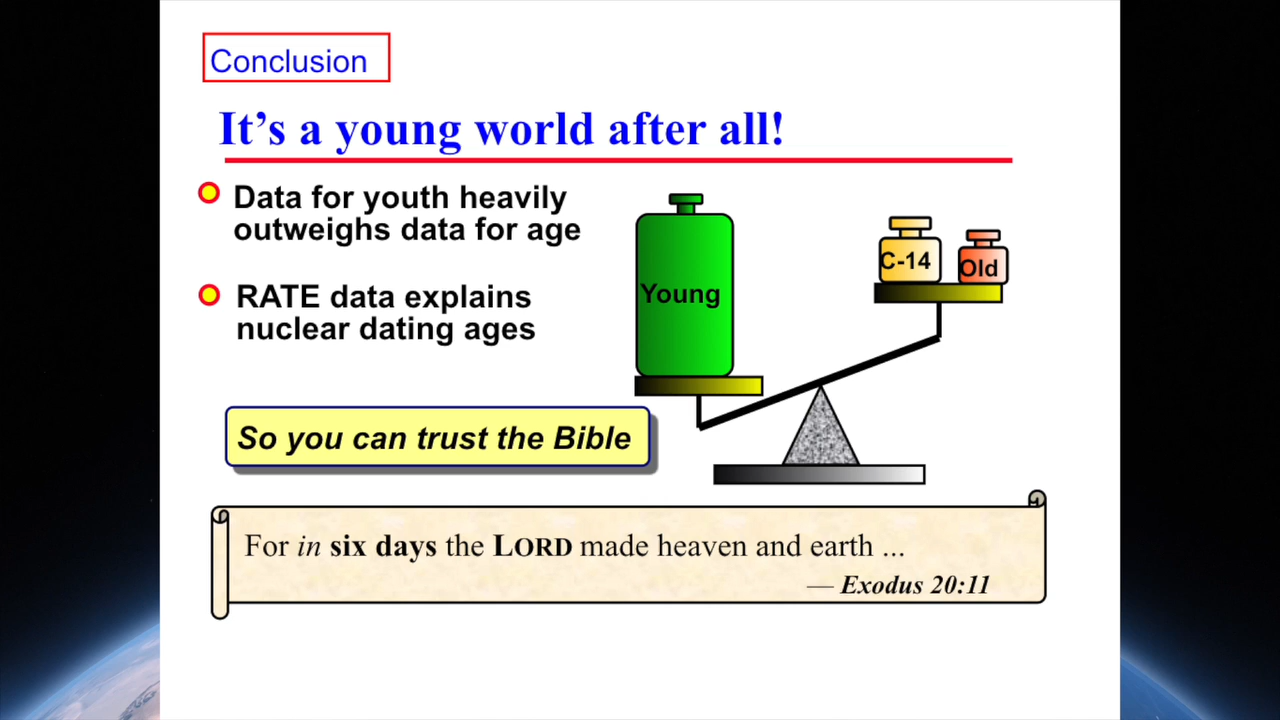 Conclusion
It's a young world after all!
Data for youth heavily
outweighs data for age
RATE data explains
nuclear dating ages
Young
C-14
Old
So you can trust the Bible
For in six days the LORD made heaven and earth ...
— Exodus 20:11